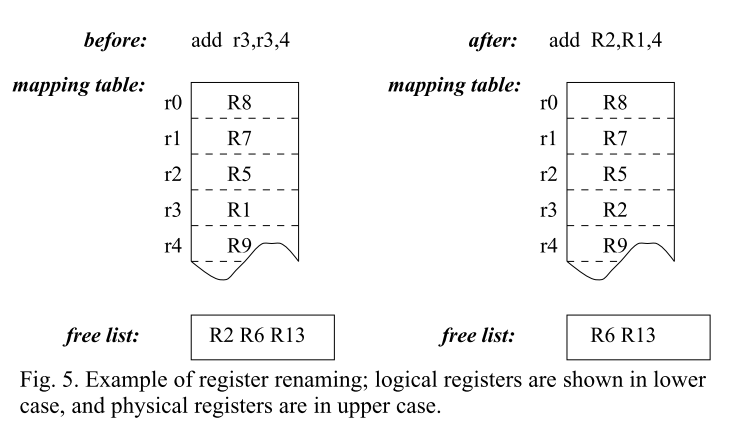 before: add r3,r3,4
mapping table:
r0 R8
r1 R7
r2 R5
r3 R1
r4 R9
free list: R2 R6 R13
after: add R2,R1,4
mapping table:
r0 R8
r1 R7
r2 R5
r3 R2
r4 R9
free list: R6 R13
Fig. 5. Example of register renaming; logical registers are shown in lower
case, and physical registers are in upper case.